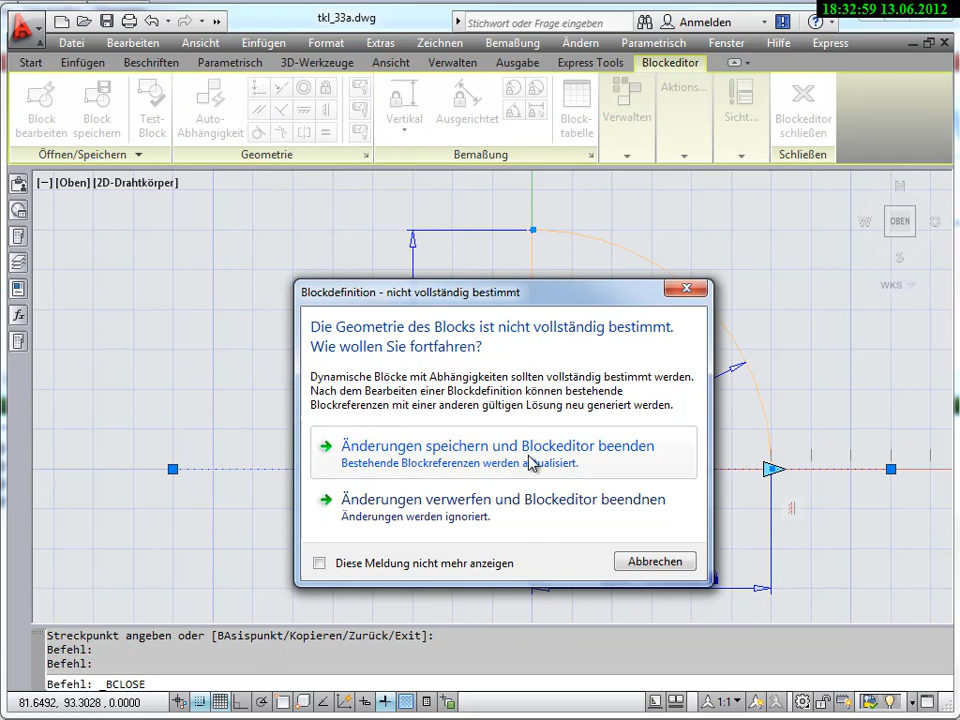 18:32:59 13.06.2012
tkl_33a.dwg
Stichwort oder Frage eingeben
Anmelden
Datei Bearbeiten Ansicht Einfügen Format Extras Zeichnen Bemaßung Ändern Parametrisch Fenster Hilfe Express
Start Einfügen Beschriften Parametrisch 3D-Werkzeuge Ansicht Verwalten Ausgabe Express Tools Blockeditor
Block bearbeiten
Block speichern
Test-Block
Auto-Abhängigkeit
Vertikal
Ausgerichtet
Block-tabelle
Verwalten
Aktions...
Sicht...
Blockeditor schließen
Öffnen/Speichern Geometrie Bemaßung Schließen
[−] [Oben] [2D-Drahtkörper]
N
W OBEN O
S
WKS
Blockdefinition - nicht vollständig bestimmt
Die Geometrie des Blocks ist nicht vollständig bestimmt.
Wie wollen Sie fortfahren?
Dynamische Blöcke mit Abhängigkeiten sollten vollständig bestimmt werden.
Nach dem Bearbeiten einer Blockdefinition können bestehende
Blockreferenzen mit einer anderen gültigen Lösung neu generiert werden.
Änderungen speichern und Blockeditor beenden
Bestehende Blockreferenzen werden aktualisiert.
Änderungen verwerfen und Blockeditor beendnen
Änderungen werden ignoriert.
Diese Meldung nicht mehr anzeigen
Abbrechen
Streckpunkt angeben oder [BAsispunkt/Kopieren/Zurück/Exit]:
Befehl:
Befehl:
Befehl: _BCLOSE
81.6492, 93.3028, 0.0000
1:1